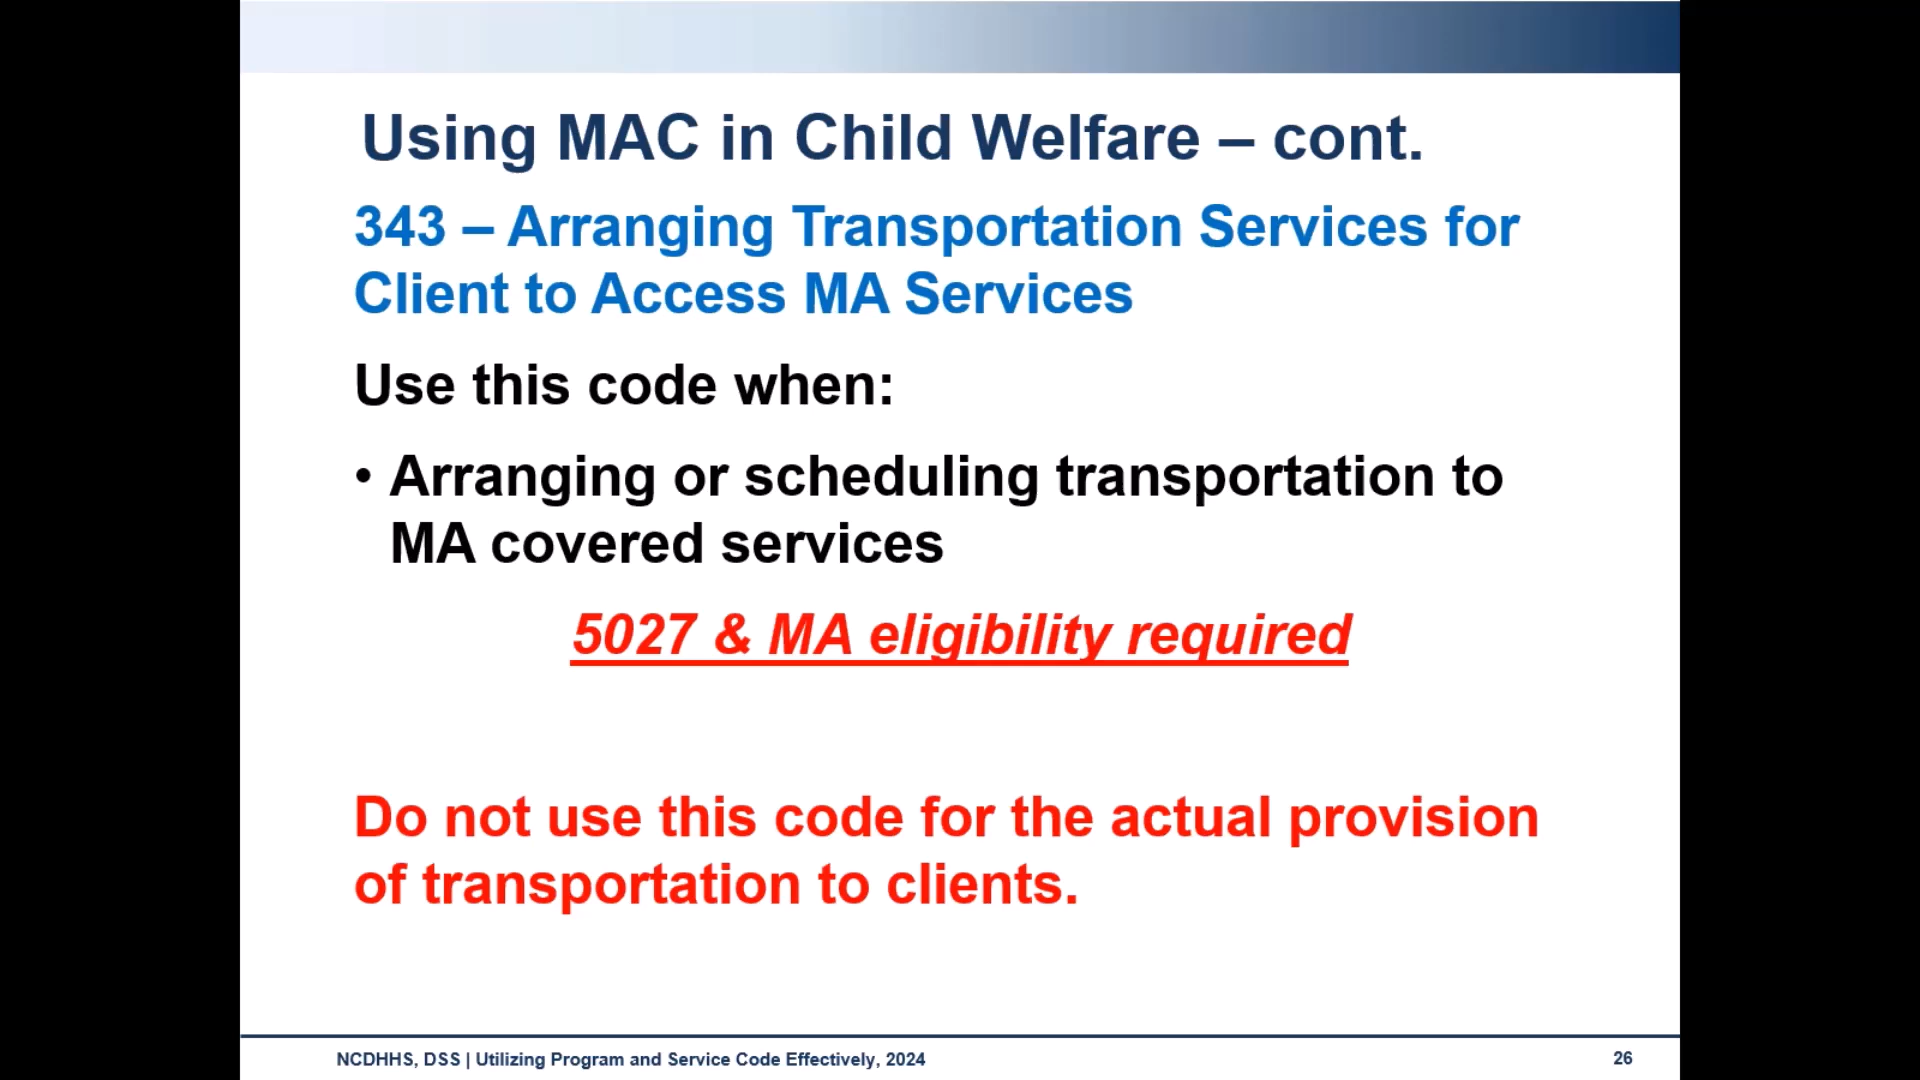 Using MAC in Child Welfare – cont.
343 – Arranging Transportation Services for
Client to Access MA Services
Use this code when:
• Arranging or scheduling transportation to
MA covered services
5027 & MA eligibility required
Do not use this code for the actual provision
of transportation to clients.
NCDHHS, DSS | Utilizing Program and Service Code Effectively, 2024
26